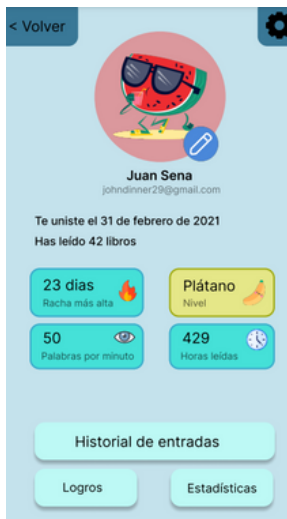 < Volver
Juan Sena
johndinner29@gmail.com
Te uniste el 31 de febrero de 2021
Has leído 42 libros
23 dias
Racha más alta
Plátano
Nivel
50
Palabras por minuto
429
Horas leídas
Historial de entradas
Logros
Estadísticas